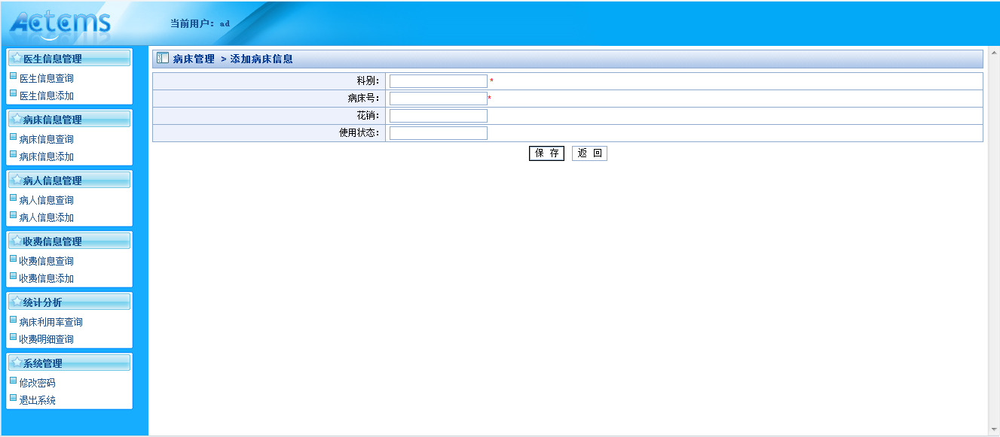 Aetems
当前用户: ad
医生信息管理
医生信息查询
医生信息添加
病床信息管理
病床信息查询
病床信息添加
病人信息管理
病人信息查询
病人信息添加
收费信息管理
收费信息查询
收费信息添加
统计分析
病床利用率查询
收费明细查询
系统管理
修改密码
退出系统
病床管理 > 添加病床信息
科别: *
病床号: *
花销:
使用状态:
保 存 返 回